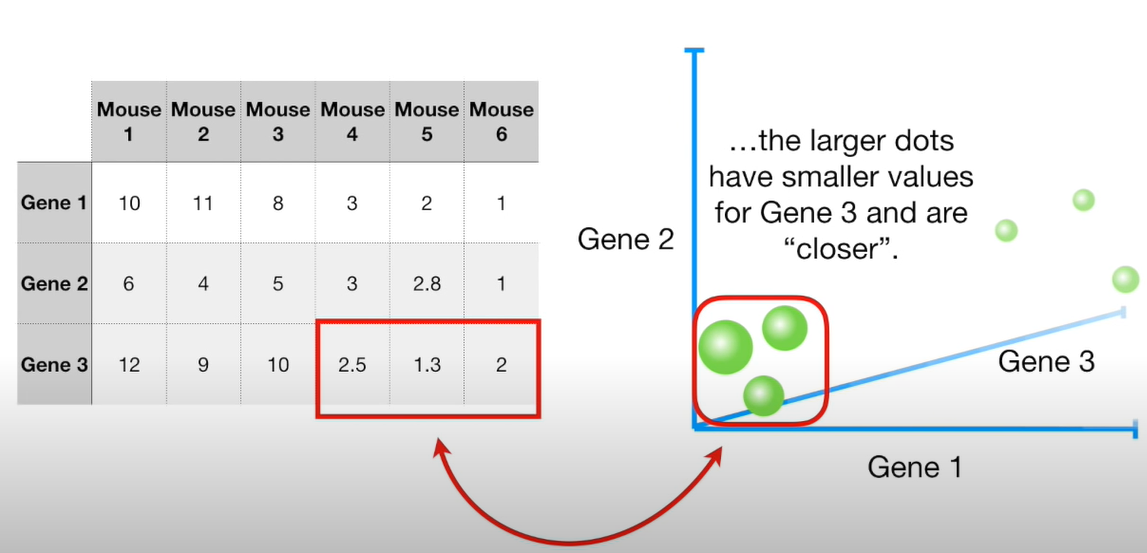 Mouse 1 Mouse 2 Mouse 3 Mouse 4 Mouse 5 Mouse 6
Gene 1 10 11 8 3 2 1
Gene 2 6 4 5 3 2.8 1
Gene 3 12 9 10 2.5 1.3 2
…the larger dots
have smaller values
for Gene 3 and are
“closer”.
Gene 2
Gene 3
Gene 1